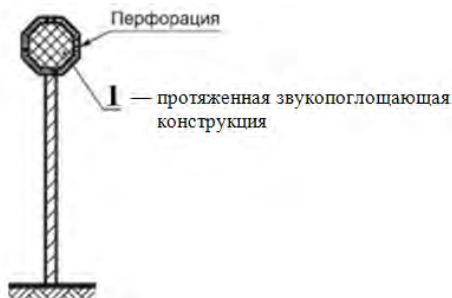 Перфорация
1 — протяженная звукопоглощающая
конструкция